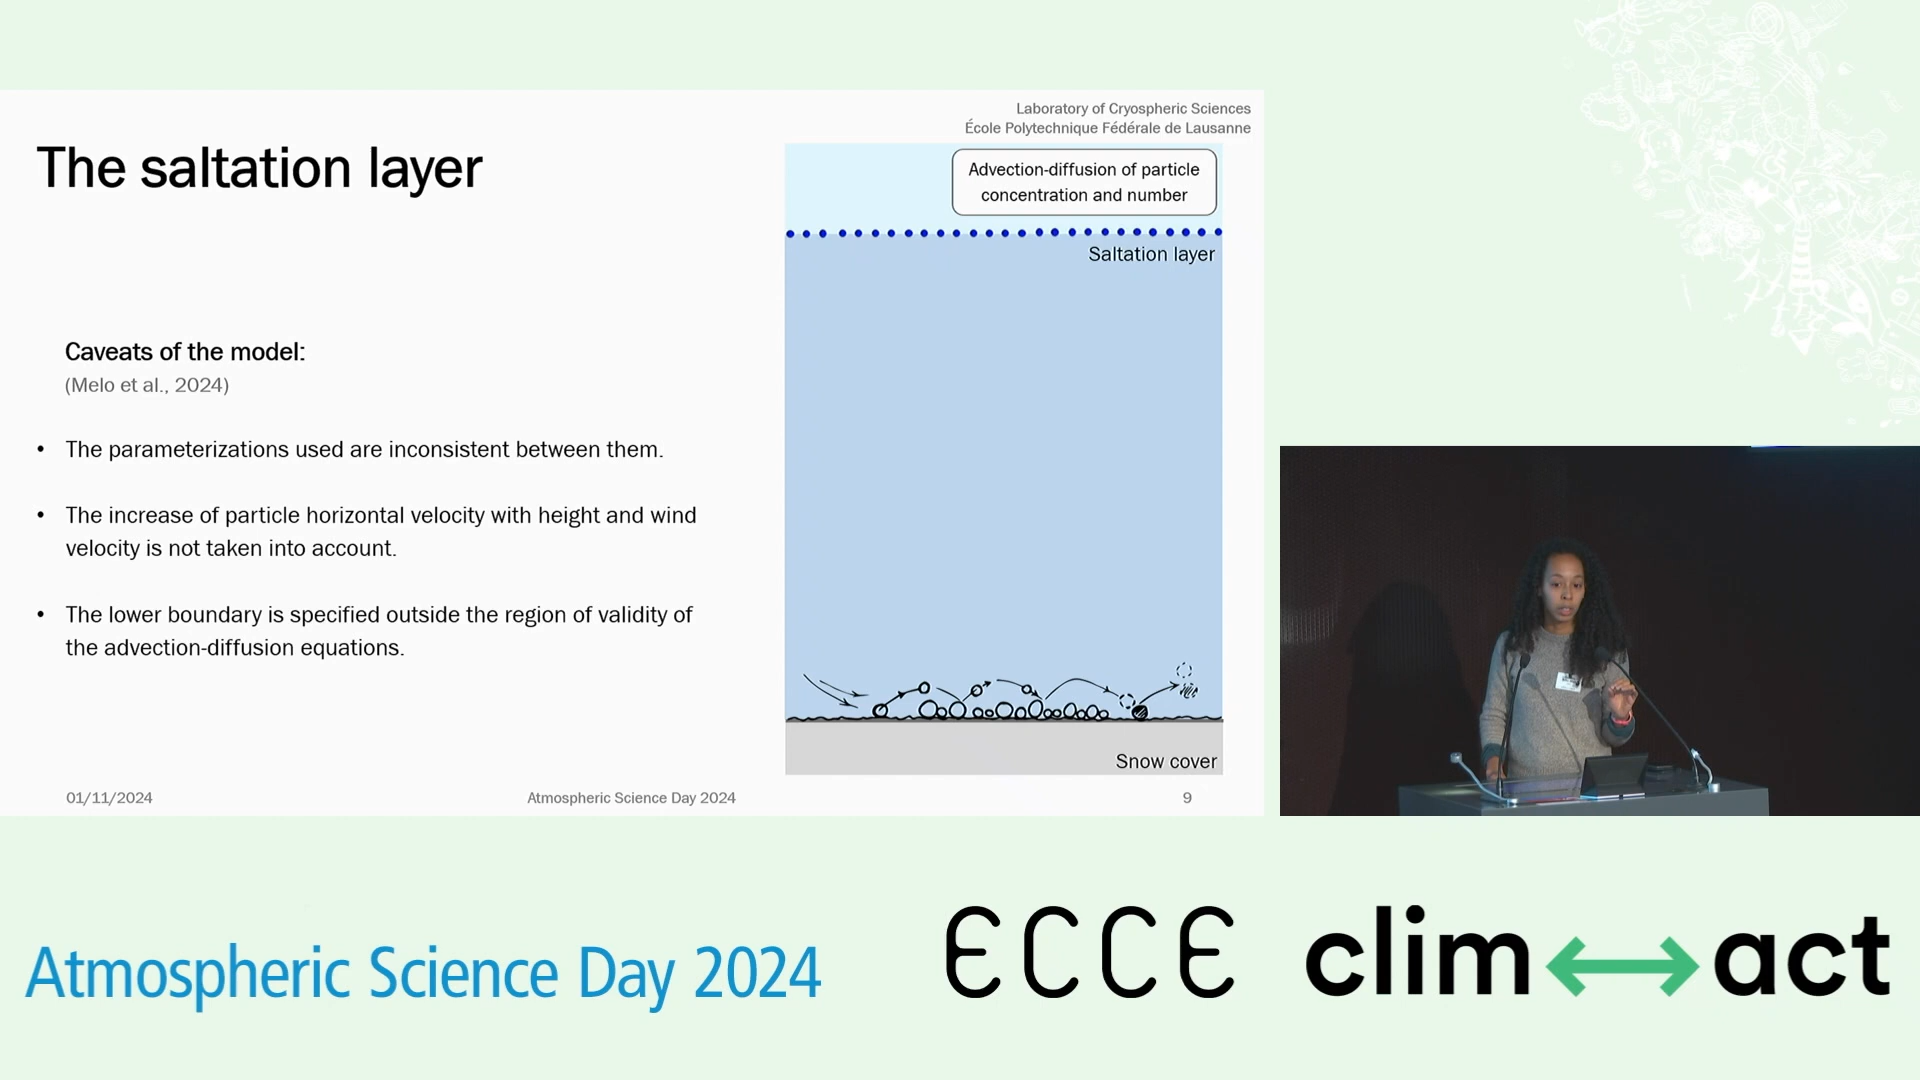 Laboratory of Cryospheric Sciences
École Polytechnique Fédérale de Lausanne
The saltation layer
Advection-diffusion of particle
concentration and number
Saltation layer
Caveats of the model:
(Melo et al., 2024)
• The parameterizations used are inconsistent between them.
• The increase of particle horizontal velocity with height and wind
velocity is not taken into account.
• The lower boundary is specified outside the region of validity of
the advection-diffusion equations.
Snow cover
01/11/2024
Atmospheric Science Day 2024
9
Atmospheric Science Day 2024
ECCE
clim act